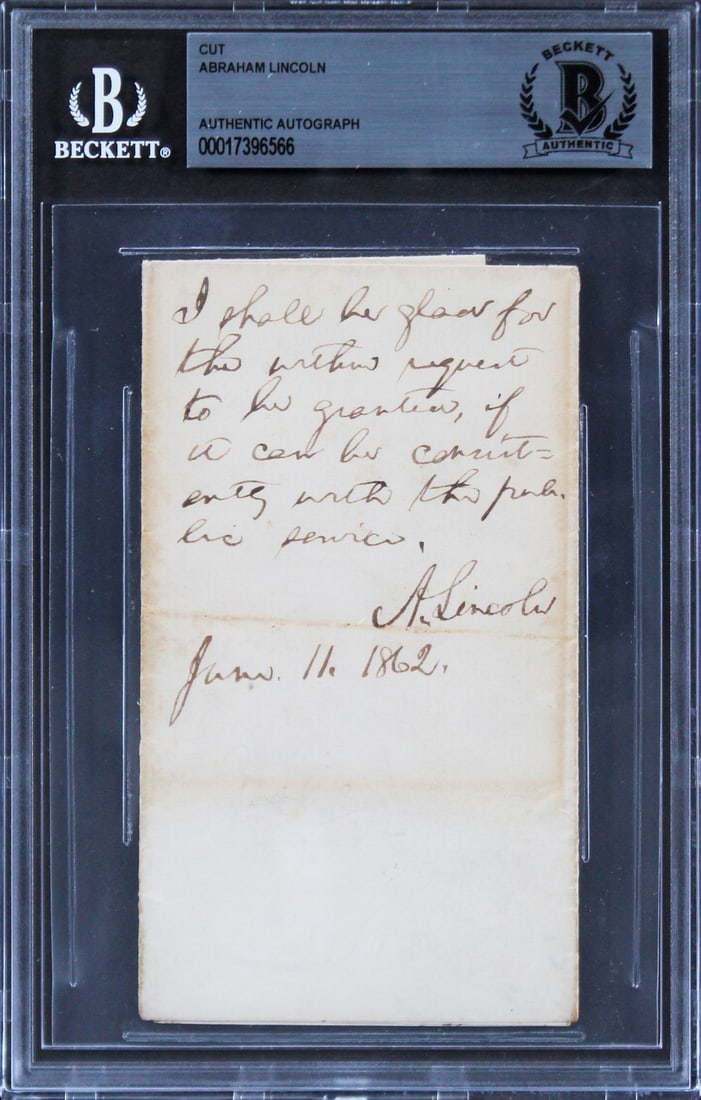 CUT
ABRAHAM LINCOLN
AUTHENTIC AUTOGRAPH
00017396566
B
BECKETT®
BECKETT
B
AUTHENTIC
I shall be glad for
the within request
to be granted, if
it can be consist=
ently with the pub-
lic service.
A. Lincoln
June. 11. 1862.